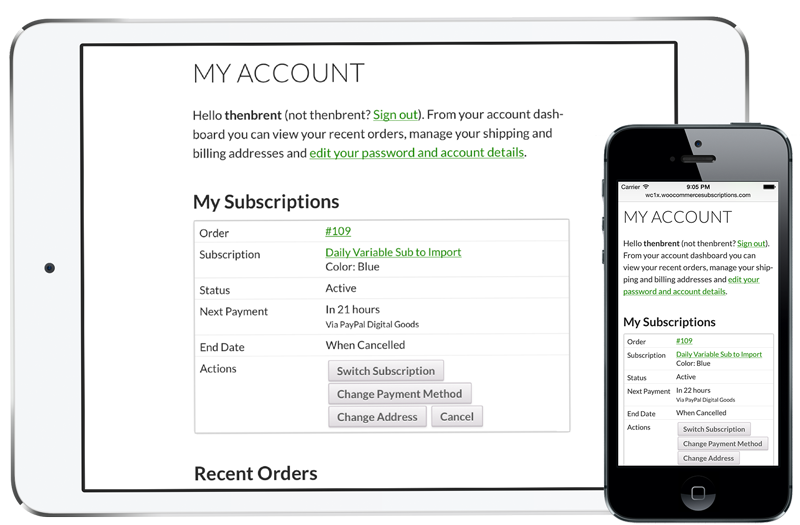 MY ACCOUNT
Hello thenbrent (not thenbrent? Sign out). From your account dash-
board you can view your recent orders, manage your shipping and
billing addresses and edit your password and account details.
My Subscriptions
Order #109
Subscription Daily Variable Sub to Import
Color: Blue
Status Active
Next Payment In 21 hours
Via PayPal Digital Goods
End Date When Cancelled
Actions Switch Subscription
Change Payment Method
Change Address Cancel
Recent Orders
Carrier 9:05 PM
wc1x.woocommercesubscriptions.com
MY ACCOUNT
Hello thenbrent (not thenbrent? Sign out).
From your account dashboard you can
view your recent orders, manage your ship-
ping and billing addresses and edit your
password and account details.
My Subscriptions
Order #109
Subscription Daily Variable Sub to Import
Color: Blue
Status Active
Next Payment In 22 hours
Via PayPal Digital Goods
End Date When Cancelled
Actions Switch Subscription
Change Payment Method
Change Address